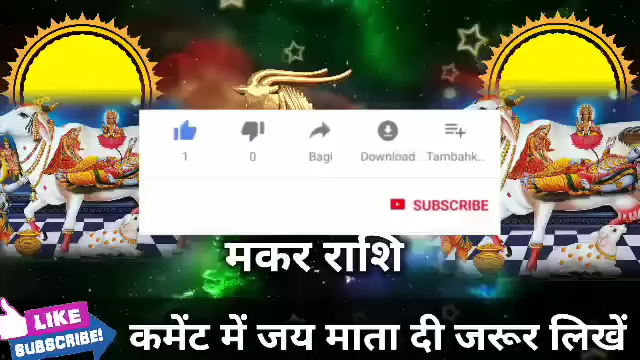 1 0 Bagi Download Tambahk...
SUBSCRIBE
मकर राशि
LIKE
SUBSCRIBE!
कमेंट में जय माता दी जरूर लिखें